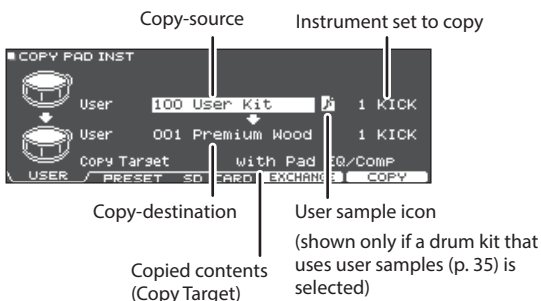 Copy-source
Instrument set to copy
COPY PAD INST
User 100 User Kit 1 KICK
User 001 Premium Wood 1 KICK
Copy Target with Pad EQ/Comp
USER PRESET SD CARD EXCHANGE COPY
Copy-destination
User sample icon
(shown only if a drum kit that
uses user samples (p. 35) is
selected)
Copied contents
(Copy Target)